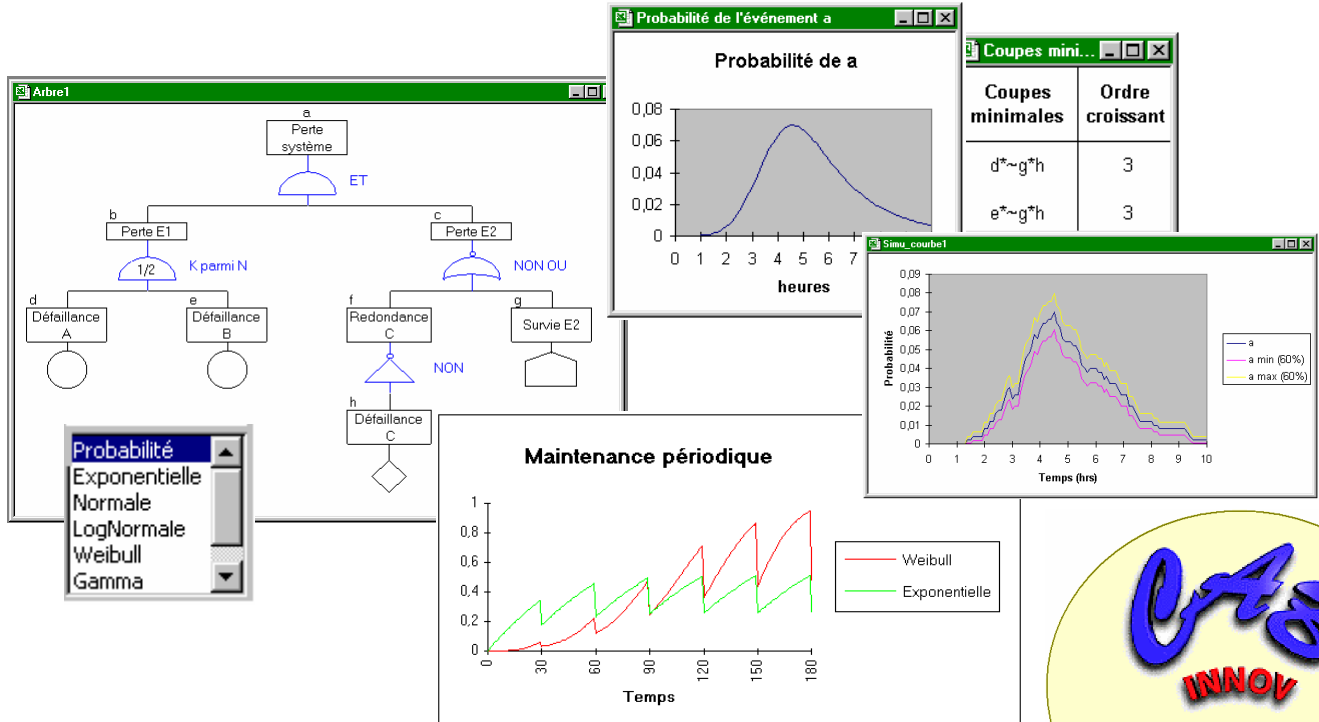 Arbre1
a
Perte
système
ET
b
Perte E1
c
Perte E2
1/2
K parmi N
NON OU
d
Défaillance
A
e
Défaillance
B
f
Redondance
C
g
Survie E2
NON
h
Défaillance
C
Probabilité
Exponentielle
Normale
LogNormale
Weibull
Gamma
Probabilité de l'événement a
Probabilité de a
0,08
0,06
0,04
0,02
0
0 1 2 3 4 5 6 7
heures
Coupes mini...
Coupes
minimales
Ordre
croissant
d*~g*h 3
e*~g*h 3
Simu_courbe1
Probabilité
0,09
0,08
0,07
0,06
0,05
0,04
0,03
0,02
0,01
0
0 1 2 3 4 5 6 7 8 9 10
Temps (hrs)
a
a min (60%)
a max (60%)
Maintenance périodique
1
0,8
0,6
0,4
0,2
0
0 30 60 90 120 150 180
Temps
Weibull
Exponentielle
INNOV